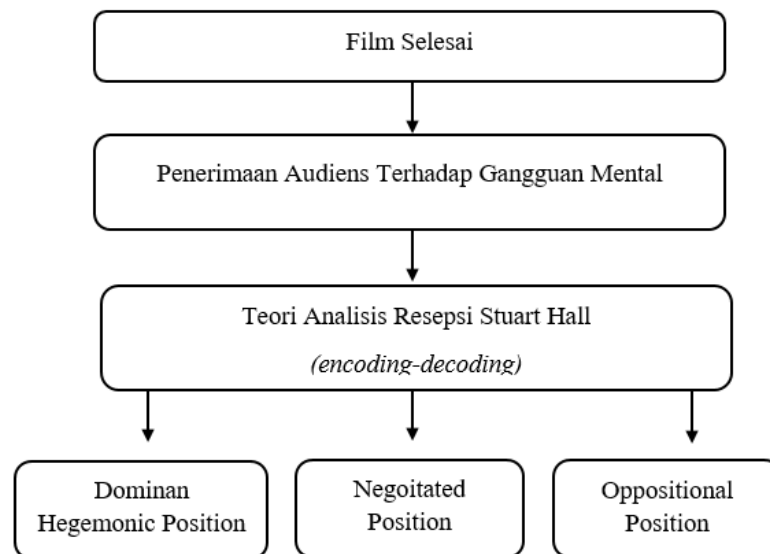 Film Selesai
Penerimaan Audiens Terhadap Gangguan Mental
Teori Analisis Resepsi Stuart Hall
(encoding-decoding)
Dominan
Hegemonic Position
Negoitated
Position
Oppositional
Position